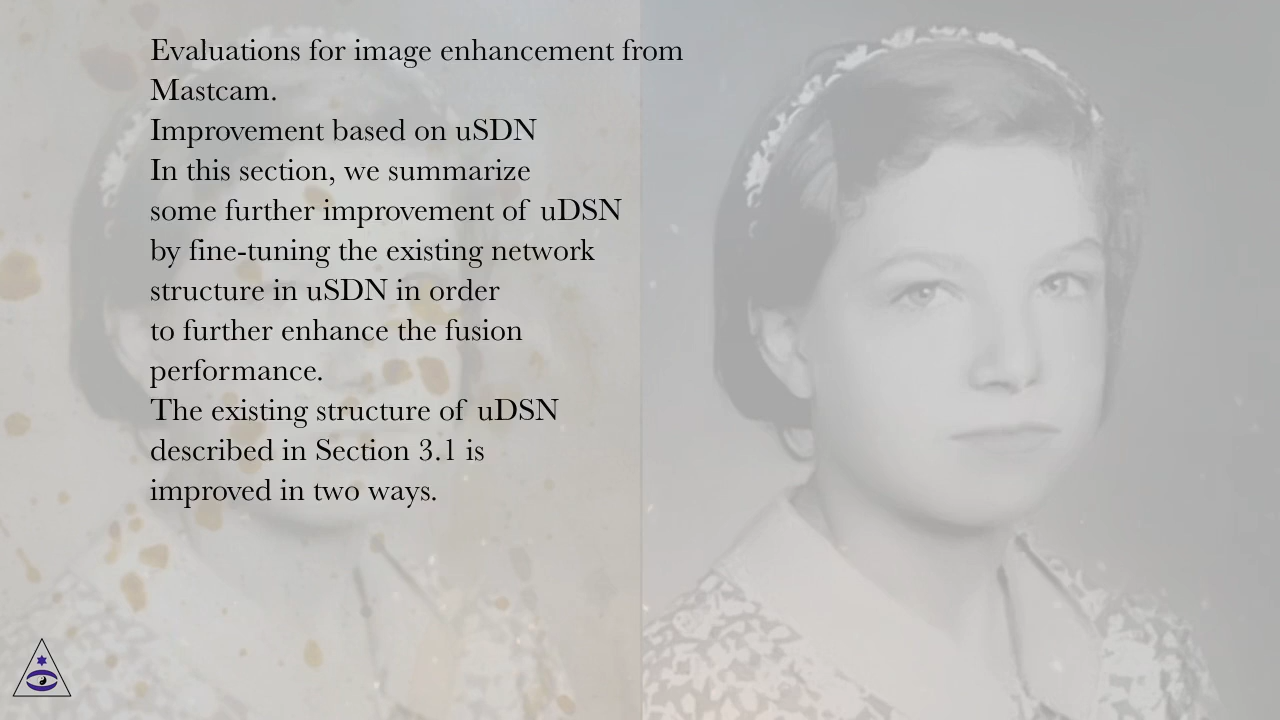 Evaluations for image enhancement from
Mastcam.
Improvement based on uSDN
In this section, we summarize
some further improvement of uDSN
by fine-tuning the existing network
structure in uSDN in order
to further enhance the fusion
performance.
The existing structure of uDSN
described in Section 3.1 is
improved in two ways.